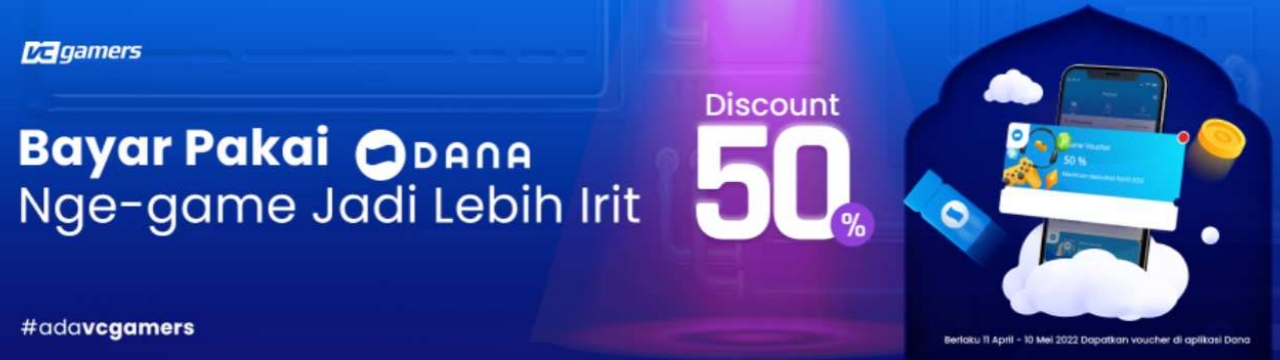 vcgamers
Bayar Pakai DANA
Nge-game Jadi Lebih Irit
#adavcgamers
Discount
50%
Voucher
50 %
Berlaku 11 April - 10 Mei 2022 Dapatkan voucher di aplikasi Dana